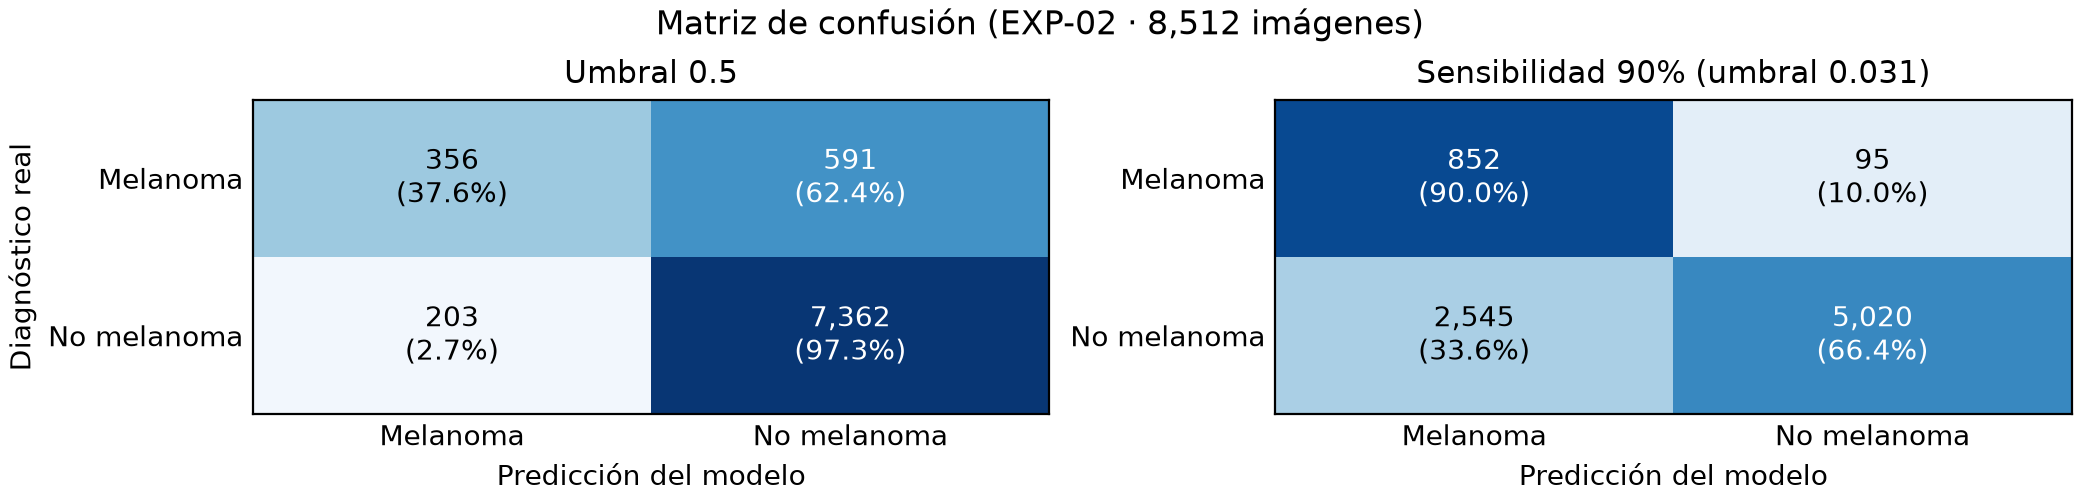 Matriz de confusión (EXP-02 · 8,512 imágenes)
Umbral 0.5
Diagnóstico real
Melanoma
356
(37.6%)
591
(62.4%)
No melanoma
203
(2.7%)
7,362
(97.3%)
Melanoma
No melanoma
Predicción del modelo
Sensibilidad 90% (umbral 0.031)
Melanoma
852
(90.0%)
95
(10.0%)
No melanoma
2,545
(33.6%)
5,020
(66.4%)
Melanoma
No melanoma
Predicción del modelo